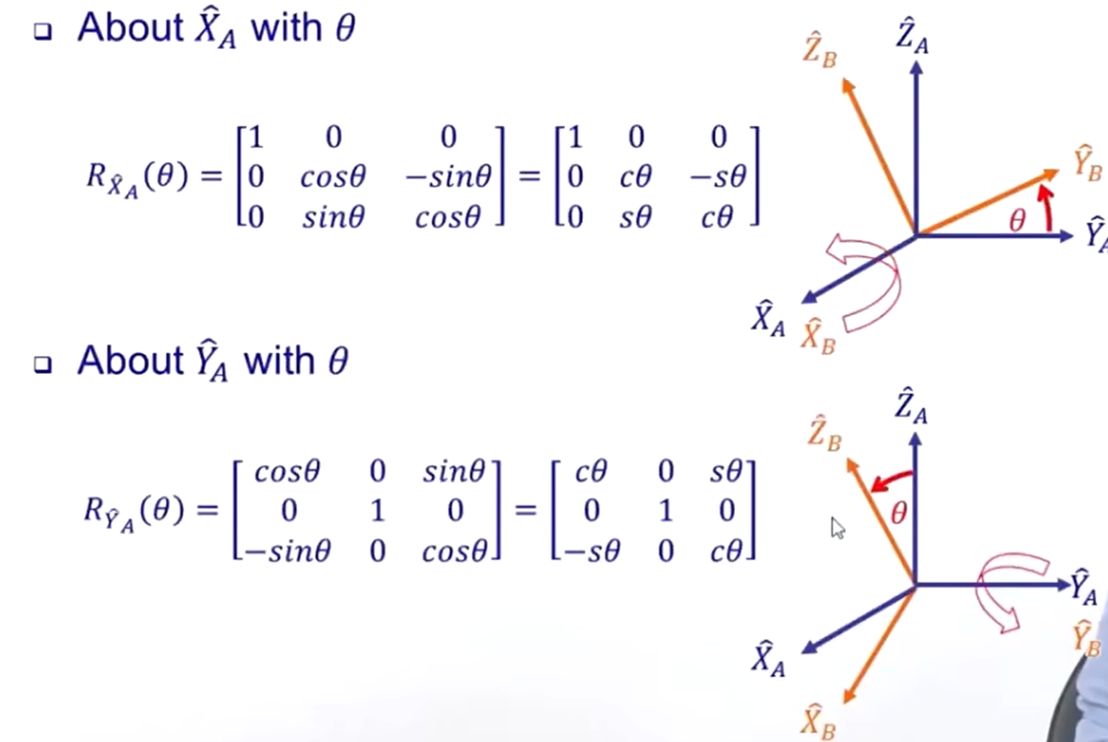 ❑ About X̂_A with θ
R_X̂_A(θ) = [1 0 0; 0 cosθ −sinθ; 0 sinθ cosθ] = [1 0 0; 0 cθ −sθ; 0 sθ cθ]
Ẑ_B Ẑ_A
Ŷ_B
θ Ŷ_A
X̂_A X̂_B
❑ About Ŷ_A with θ
R_Ŷ_A(θ) = [cosθ 0 sinθ; 0 1 0; −sinθ 0 cosθ] = [cθ 0 sθ; 0 1 0; −sθ 0 cθ]
Ẑ_B Ẑ_A
θ
Ŷ_A
Ŷ_B
X̂_A
X̂_B